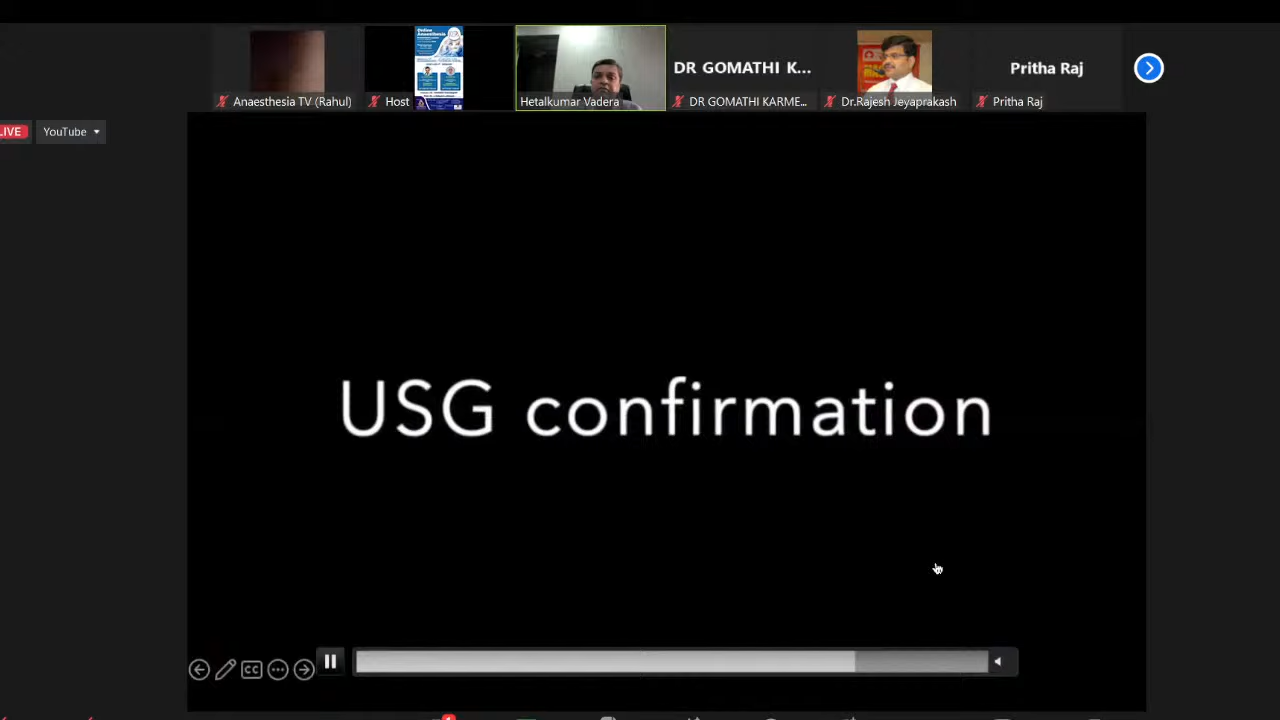 DR GOMATHI K...
Pritha Raj
Anaesthesia TV (Rahul)
Host
Hetalkumar Vadera
DR GOMATHI KARME...
Dr.Rajesh Jeyaprakash
Pritha Raj
LIVE
YouTube
USG confirmation
CC